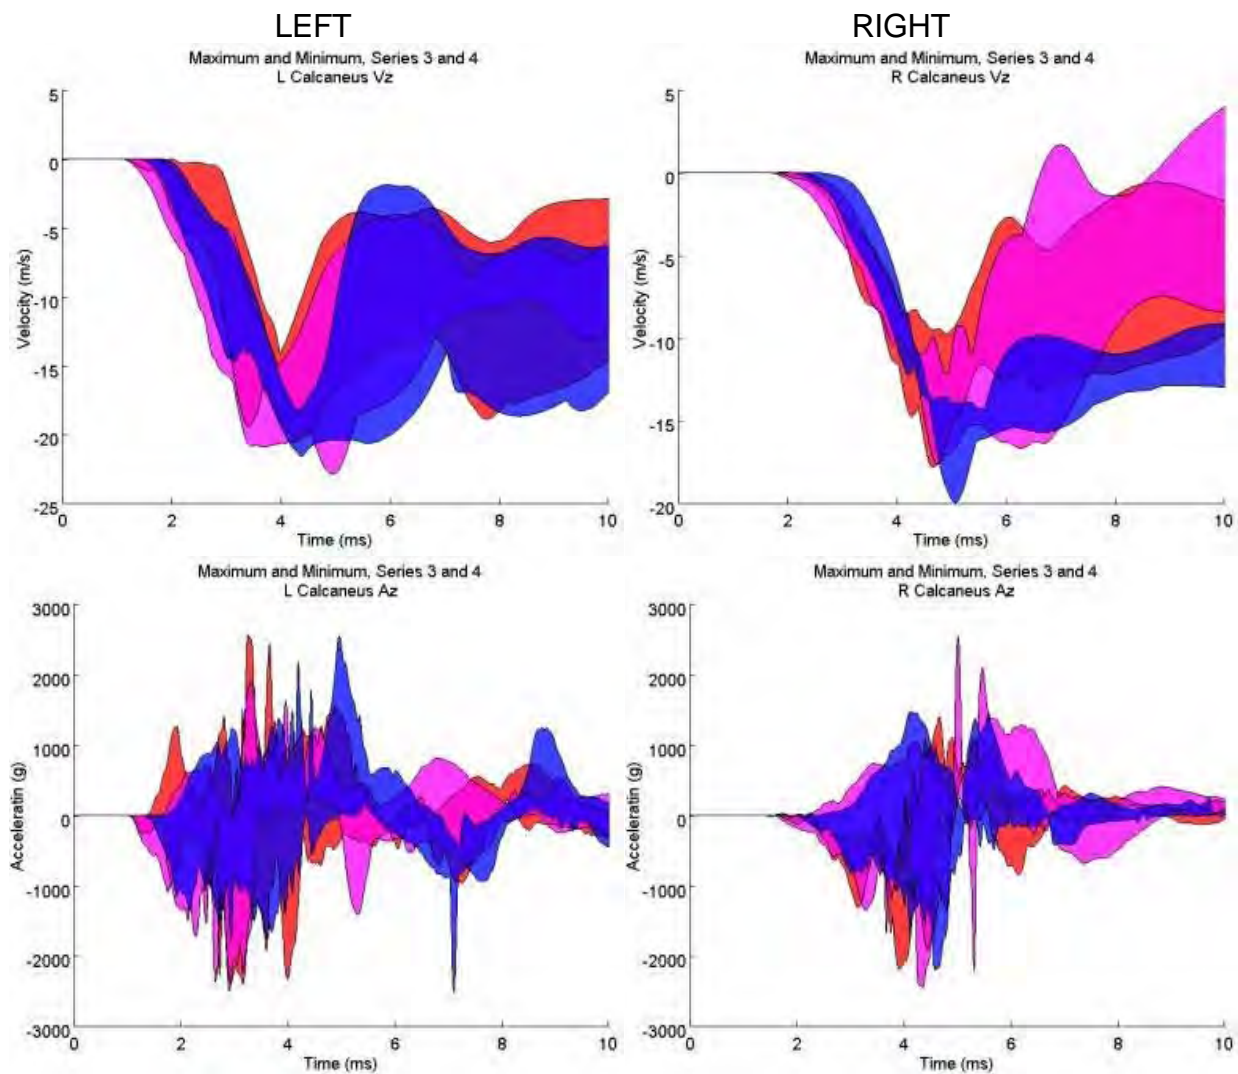 LEFT
RIGHT
Maximum and Minimum, Series 3 and 4
L Calcaneus Vz
Velocity (m/s)
5
0
-5
-10
-15
-20
-25
0 2 4 6 8 10
Time (ms)
Maximum and Minimum, Series 3 and 4
R Calcaneus Vz
Velocity (m/s)
5
0
-5
-10
-15
-20
0 2 4 6 8 10
Time (ms)
Maximum and Minimum, Series 3 and 4
L Calcaneus Az
Acceleratin (g)
3000
2000
1000
0
-1000
-2000
-3000
0 2 4 6 8 10
Time (ms)
Maximum and Minimum, Series 3 and 4
R Calcaneus Az
Acceleratin (g)
3000
2000
1000
0
-1000
-2000
-3000
0 2 4 6 8 10
Time (ms)